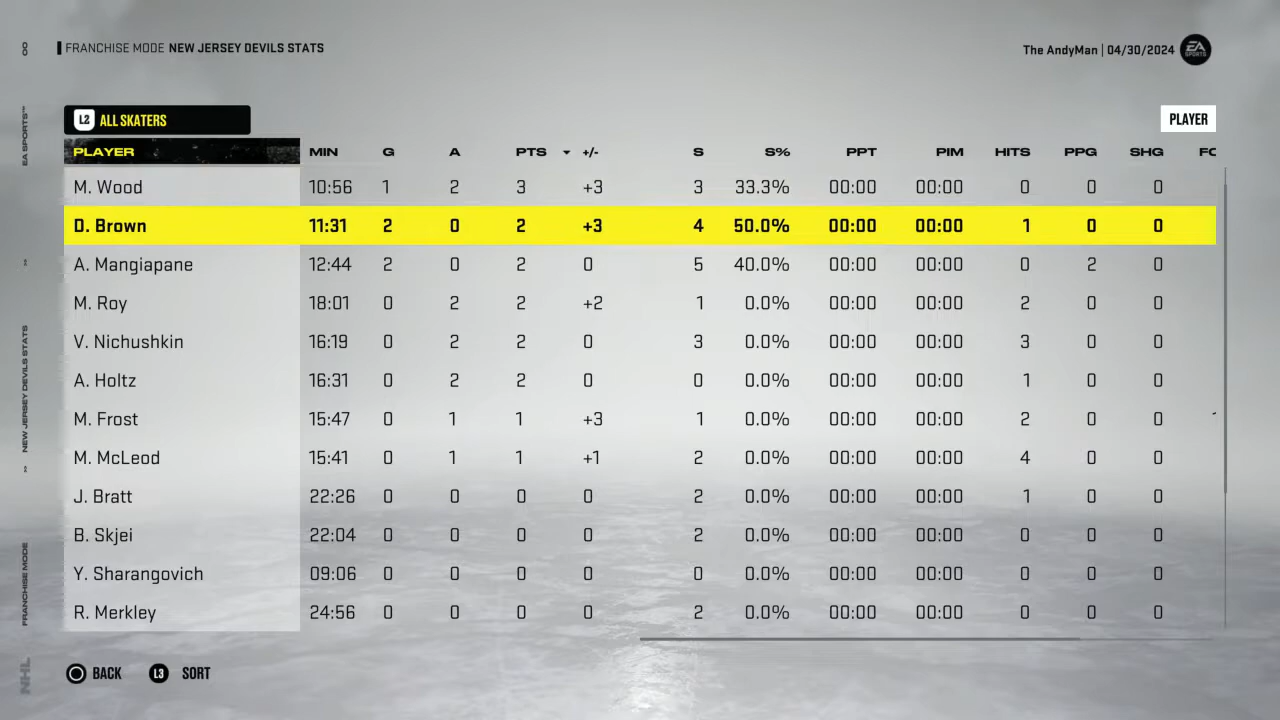 FRANCHISE MODE NEW JERSEY DEVILS STATS
The AndyMan | 04/30/2024
EA SPORTS
L2 ALL SKATERS
PLAYER
PLAYER MIN G A PTS +/- S S% PPT PIM HITS PPG SHG FO
M. Wood 10:56 1 2 3 +3 3 33.3% 00:00 00:00 0 0 0
D. Brown 11:31 2 0 2 +3 4 50.0% 00:00 00:00 1 0 0
A. Mangiapane 12:44 2 0 2 0 5 40.0% 00:00 00:00 0 2 0
M. Roy 18:01 0 2 2 +2 1 0.0% 00:00 00:00 2 0 0
V. Nichushkin 16:19 0 2 2 0 3 0.0% 00:00 00:00 3 0 0
A. Holtz 16:31 0 2 2 0 0 0.0% 00:00 00:00 1 0 0
M. Frost 15:47 0 1 1 +3 1 0.0% 00:00 00:00 2 0 0
M. McLeod 15:41 0 1 1 +1 2 0.0% 00:00 00:00 4 0 0
J. Bratt 22:26 0 0 0 0 2 0.0% 00:00 00:00 1 0 0
B. Skjei 22:04 0 0 0 0 2 0.0% 00:00 00:00 0 0 0
Y. Sharangovich 09:06 0 0 0 0 0 0.0% 00:00 00:00 0 0 0
R. Merkley 24:56 0 0 0 0 2 0.0% 00:00 00:00 0 0 0
BACK L3 SORT
EA SPORTS™
NEW JERSEY DEVILS STATS
FRANCHISE MODE
NHL